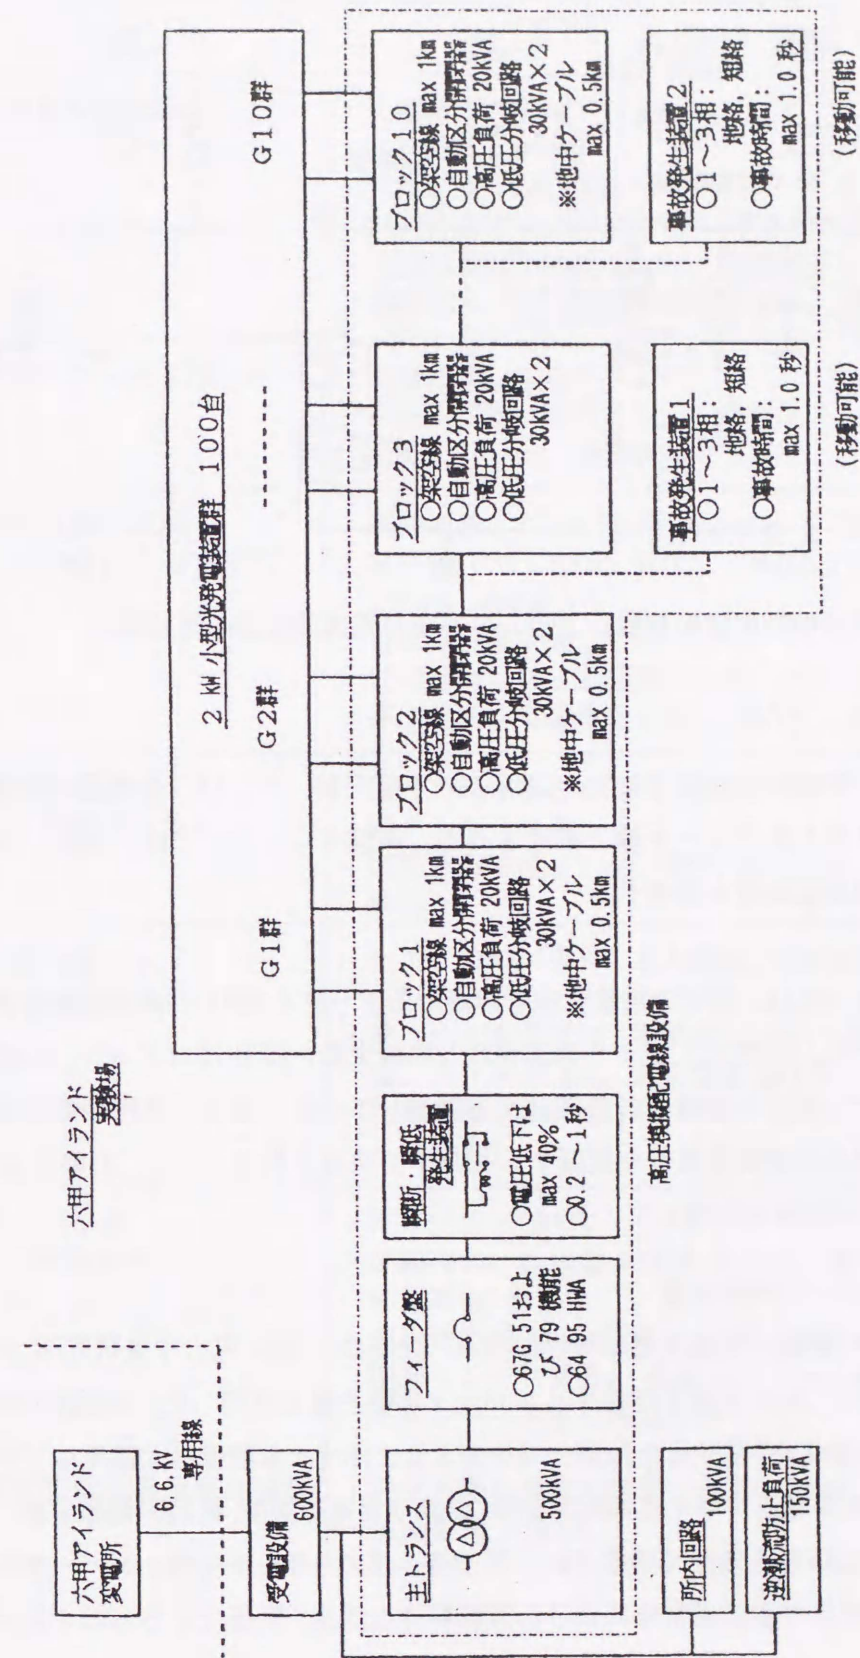 六甲アイランド
変電所
6.6kV
専用線
六甲アイランド
実験場
受電設備
600kVA
2 kW 小型光発電装置群 100台
G1群
G2群
G10群
主トランス
△△
500kVA
フィーダ盤
○67G 51およ
び 79 機能
○64 95 HWA
瞬断・瞬低
発生装置
○電圧低下は
max 40%
○0.2 ~1秒
ブロック1
○架空線 max 1km
○自動区分開閉器
○高圧負荷 20kVA
○低圧分岐回路
30kVA×2
※地中ケーブル
max 0.5km
ブロック2
○架空線 max 1km
○自動区分開閉器
○高圧負荷 20kVA
○低圧分岐回路
30kVA×2
※地中ケーブル
max 0.5km
ブロック3
○架空線 max 1km
○自動区分開閉器
○高圧負荷 20kVA
○低圧分岐回路
30kVA×2
ブロック10
○架空線 max 1km
○自動区分開閉器
○高圧負荷 20kVA
○低圧分岐回路
30kVA×2
※地中ケーブル
max 0.5km
所内回路
100kVA
逆潮流防止負荷
150kVA
高圧模擬配電線設備
事故発生装置1
○1~3相:
地絡,短絡
○事故時間:
max 1.0 秒
(移動可能)
事故発生装置2
○1~3相:
地絡,短絡
○事故時間:
max 1.0 秒
(移動可能)